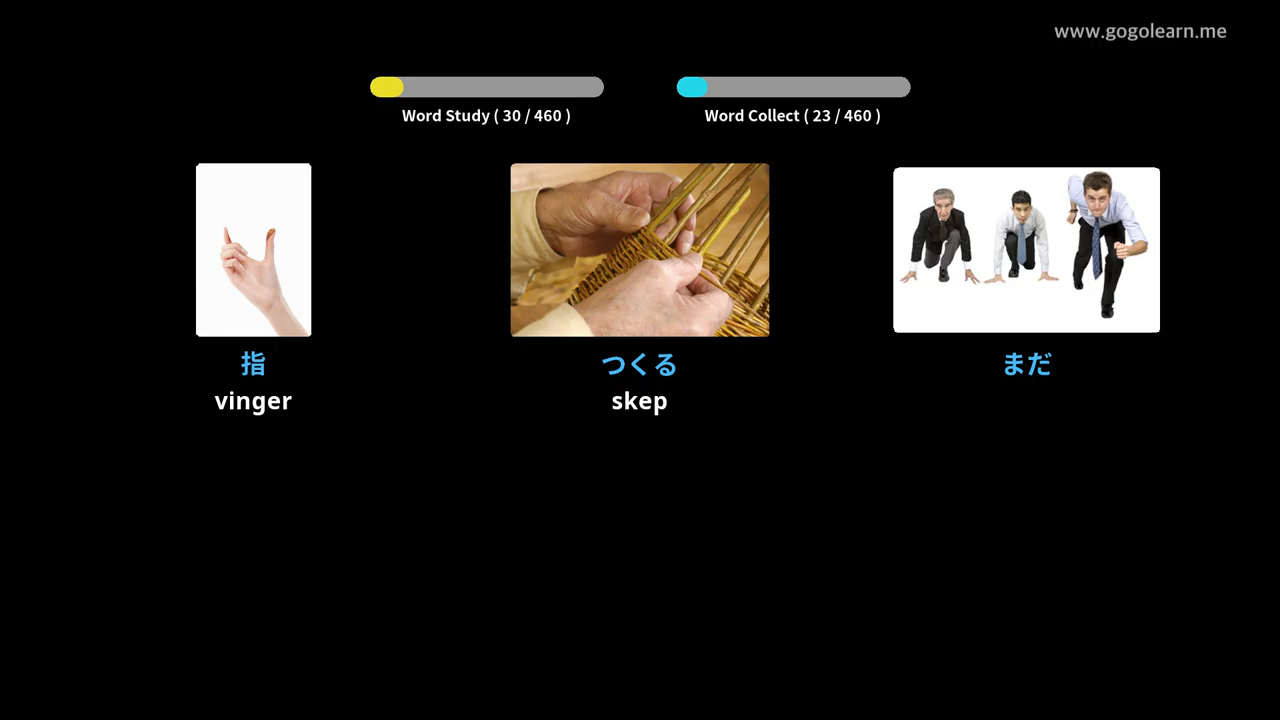 www.gogolearn.me
Word Study ( 30 / 460 )
Word Collect ( 23 / 460 )
指
つくる
まだ
vinger
skep